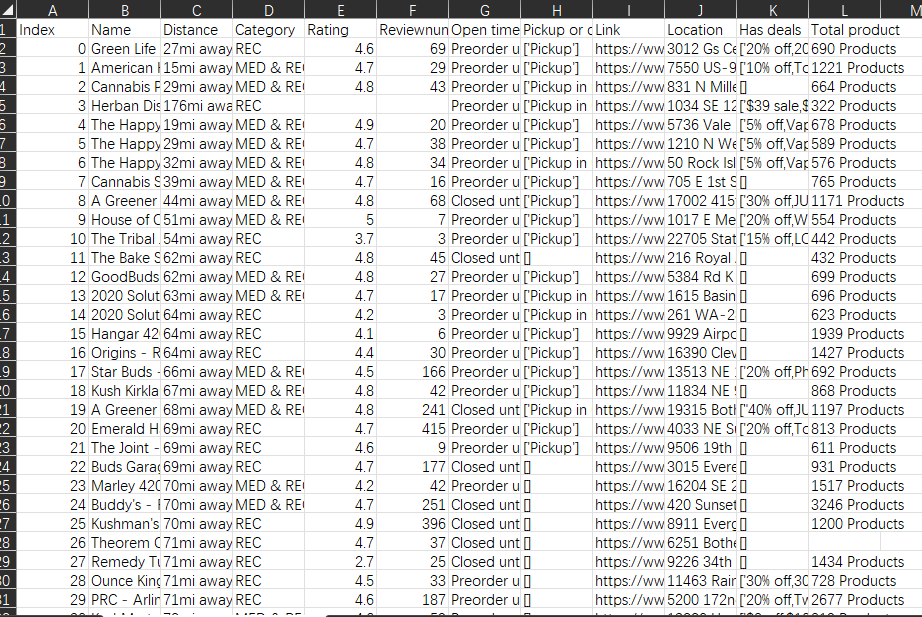 A B C D E F G H I J K L M
1 Index Name Distance Category Rating Reviewnun Open time Pickup or Link Location Has deals Total product
2 0 Green Life 27mi away REC 4.6 69 Preorder u ['Pickup'] https://ww 3012 Gs Ce ['20% off,20 690 Products
3 1 American 15mi away MED & RE 4.7 29 Preorder u ['Pickup'] https://ww 7550 US-9 ['10% off,To 1221 Products
4 2 Cannabis 29mi away MED & RE 4.8 43 Preorder u ['Pickup in https://ww 831 N Mille [] 664 Products
5 3 Herban Dis 176mi awa REC Preorder u ['Pickup in https://ww 1034 SE 12 ['$39 sale,$ 322 Products
6 4 The Happy 19mi away MED & RE 4.9 20 Preorder u ['Pickup'] https://ww 5736 Vale ['5% off,Vap 678 Products
7 5 The Happy 29mi away MED & RE 4.7 38 Preorder u ['Pickup'] https://ww 1210 N We ['5% off,Vap 589 Products
8 6 The Happy 32mi away MED & RE 4.8 34 Preorder u ['Pickup in https://ww 50 Rock Isl ['5% off,Vap 576 Products
9 7 Cannabis S 39mi away MED & RE 4.7 16 Preorder u ['Pickup'] https://ww 705 E 1st S [] 765 Products
0 8 A Greener 44mi away MED & RE 4.8 68 Closed unt ['Pickup'] https://ww 17002 415 ['30% off,JU 1171 Products
1 9 House of C 51mi away MED & RE 5 7 Preorder u ['Pickup'] https://ww 1017 E Me ['20% off,W 554 Products
2 10 The Tribal 54mi away REC 3.7 3 Preorder u ['Pickup'] https://ww 22705 Stat ['15% off,LC 442 Products
3 11 The Bake S 62mi away REC 4.8 45 Closed unt [] https://ww 216 Royal [] 432 Products
4 12 GoodBuds 62mi away MED & RE 4.8 27 Preorder u ['Pickup'] https://ww 5384 Rd K [] 699 Products
5 13 2020 Solut 63mi away MED & RE 4.7 17 Preorder u ['Pickup in https://ww 1615 Basin [] 696 Products
6 14 2020 Solut 64mi away REC 4.2 3 Preorder u ['Pickup in https://ww 261 WA-2 [] 623 Products
7 15 Hangar 42 64mi away REC 4.1 6 Preorder u ['Pickup'] https://ww 9929 Airpo [] 1939 Products
8 16 Origins - R 64mi away REC 4.4 30 Preorder u ['Pickup'] https://ww 16390 Clev [] 1427 Products
9 17 Star Buds - 66mi away MED & RE 4.5 166 Preorder u ['Pickup'] https://ww 13513 NE ['20% off,Ph 692 Products
20 18 Kush Kirkla 67mi away MED & RE 4.8 42 Preorder u ['Pickup'] https://ww 11834 NE [] 868 Products
21 19 A Greener 68mi away MED & RE 4.8 241 Closed unt ['Pickup in https://ww 19315 Both ["40% off,JU 1197 Products
22 20 Emerald H 69mi away REC 4.7 415 Preorder u ['Pickup'] https://ww 4033 NE Su ['20% off,To 813 Products
23 21 The Joint - 69mi away REC 4.6 9 Preorder u ['Pickup'] https://ww 9506 19th [] 611 Products
24 22 Buds Garag 69mi away REC 4.7 177 Closed unt [] https://ww 3015 Evere [] 931 Products
25 23 Marley 420 70mi away MED & RE 4.2 42 Preorder u [] https://ww 16204 SE 2 [] 1517 Products
26 24 Buddy's - 70mi away MED & RE 4.7 251 Closed unt [] https://ww 420 Sunset [] 3246 Products
27 25 Kushman's 70mi away REC 4.9 396 Closed unt [] https://ww 8911 Everg [] 1200 Products
28 26 Theorem C 71mi away REC 4.7 37 Closed unt [] https://ww 6251 Bothe []
29 27 Remedy Tu 71mi away REC 2.7 25 Closed unt [] https://ww 9226 34th [] 1434 Products
30 28 Ounce King 71mi away REC 4.5 33 Preorder u [] https://ww 11463 Rair ['30% off,30 728 Products
31 29 PRC - Arlin 71mi away REC 4.6 187 Preorder u [] https://ww 5200 172n ['20% off,Tw 2677 Products